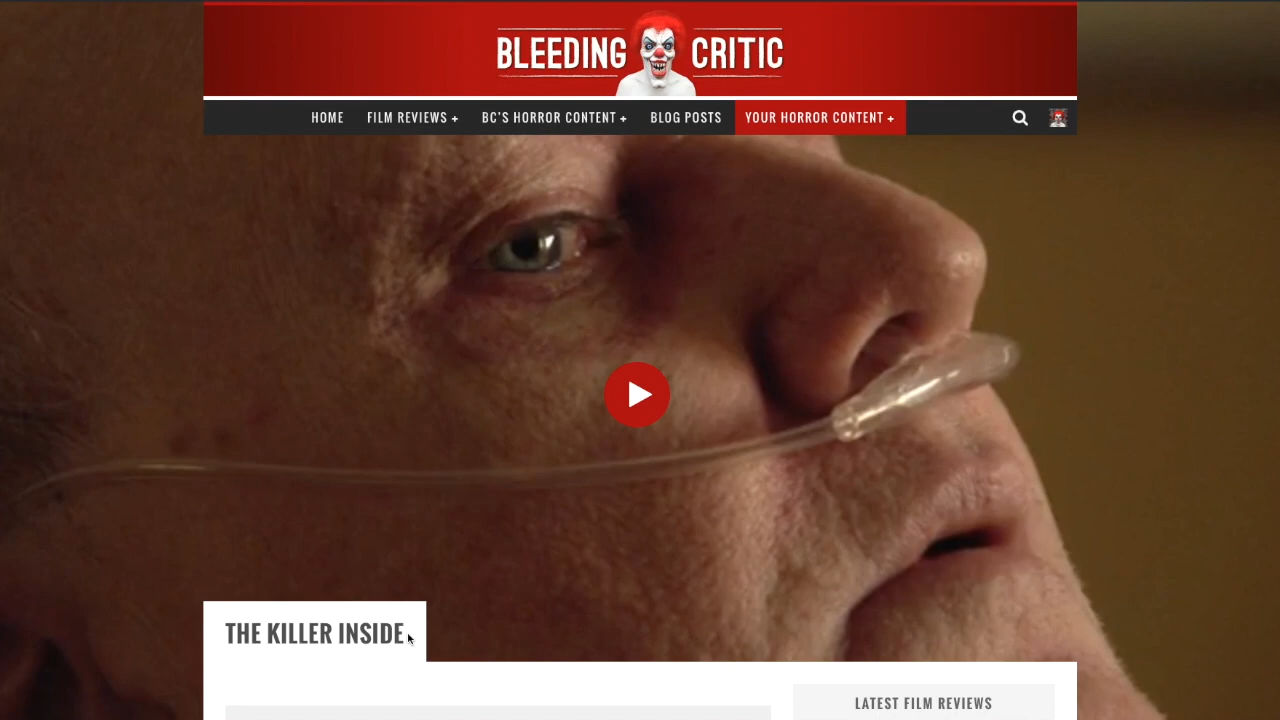 BLEEDING CRITIC
HOME FILM REVIEWS + BC'S HORROR CONTENT + BLOG POSTS YOUR HORROR CONTENT +
THE KILLER INSIDE
LATEST FILM REVIEWS